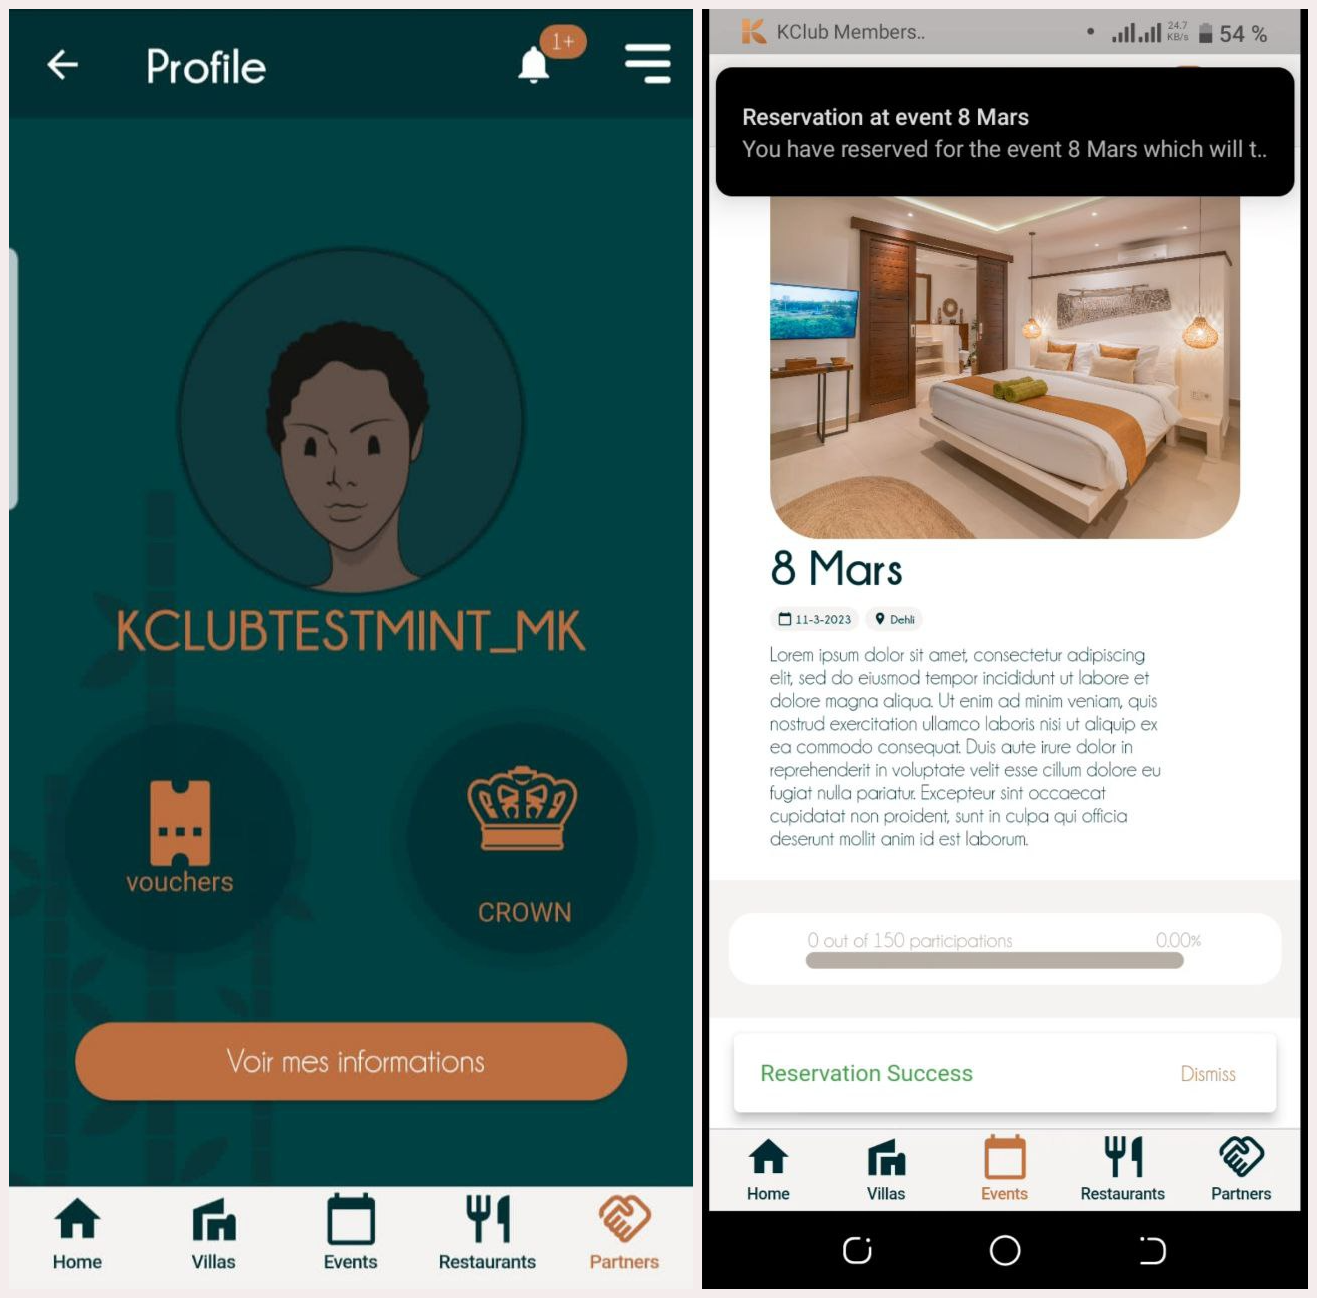 Profile
1+
KCLUBTESTMINT_MK
vouchers
CROWN
Voir mes informations
Home
Villas
Events
Restaurants
Partners
KClub Members..
24.7
KB/s
54 %
Reservation at event 8 Mars
You have reserved for the event 8 Mars which will t..
8 Mars
11-3-2023
Dehli
Lorem ipsum dolor sit amet, consectetur adipiscing
elit, sed do eiusmod tempor incididunt ut labore et
dolore magna aliqua. Ut enim ad minim veniam, quis
nostrud exercitation ullamco laboris nisi ut aliquip ex
ea commodo consequat. Duis aute irure dolor in
reprehenderit in voluptate velit esse cillum dolore eu
fugiat nulla pariatur. Excepteur sint occaecat
cupidatat non proident, sunt in culpa qui officia
deserunt mollit anim id est laborum.
0 out of 150 participations
0.00%
Reservation Success
Dismiss
Home
Villas
Events
Restaurants
Partners